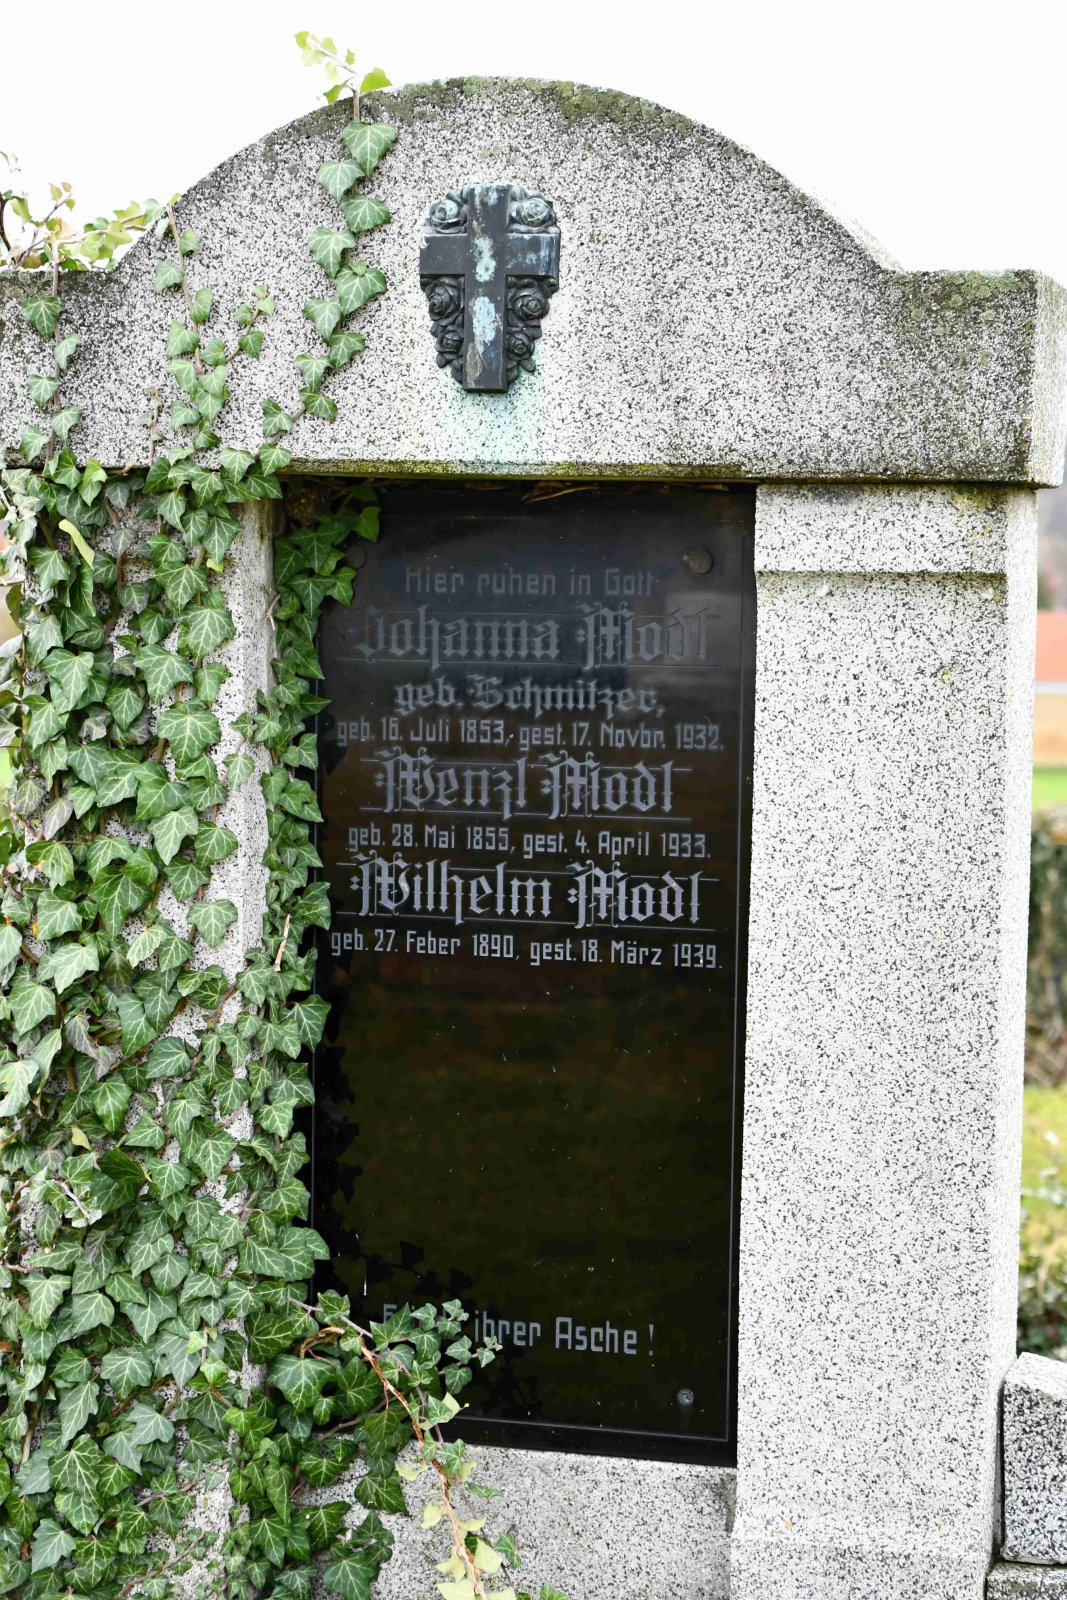 Hier ruhen in Gott
Johanna Modl
geb. Schmitzer,
geb. 16. Juli 1853, gest. 17. Novbr. 1932.
Wenzl Modl
geb. 28. Mai 1855, gest. 4. April 1933.
Wilhelm Modl
geb. 27. Feber 1890, gest. 18. März 1939.
ihrer Asche!